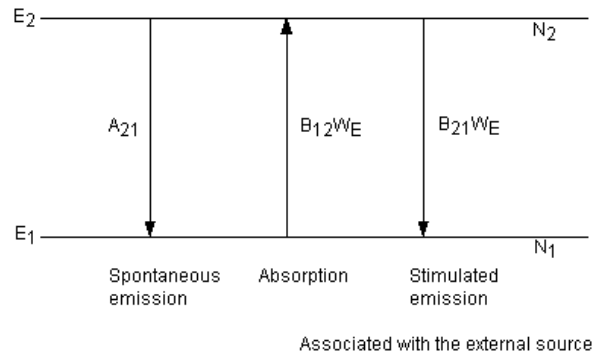 E2
N2
A21
B12WE
B21WE
E1
N1
Spontaneous
emission
Absorption
Stimulated
emission
Associated with the external source